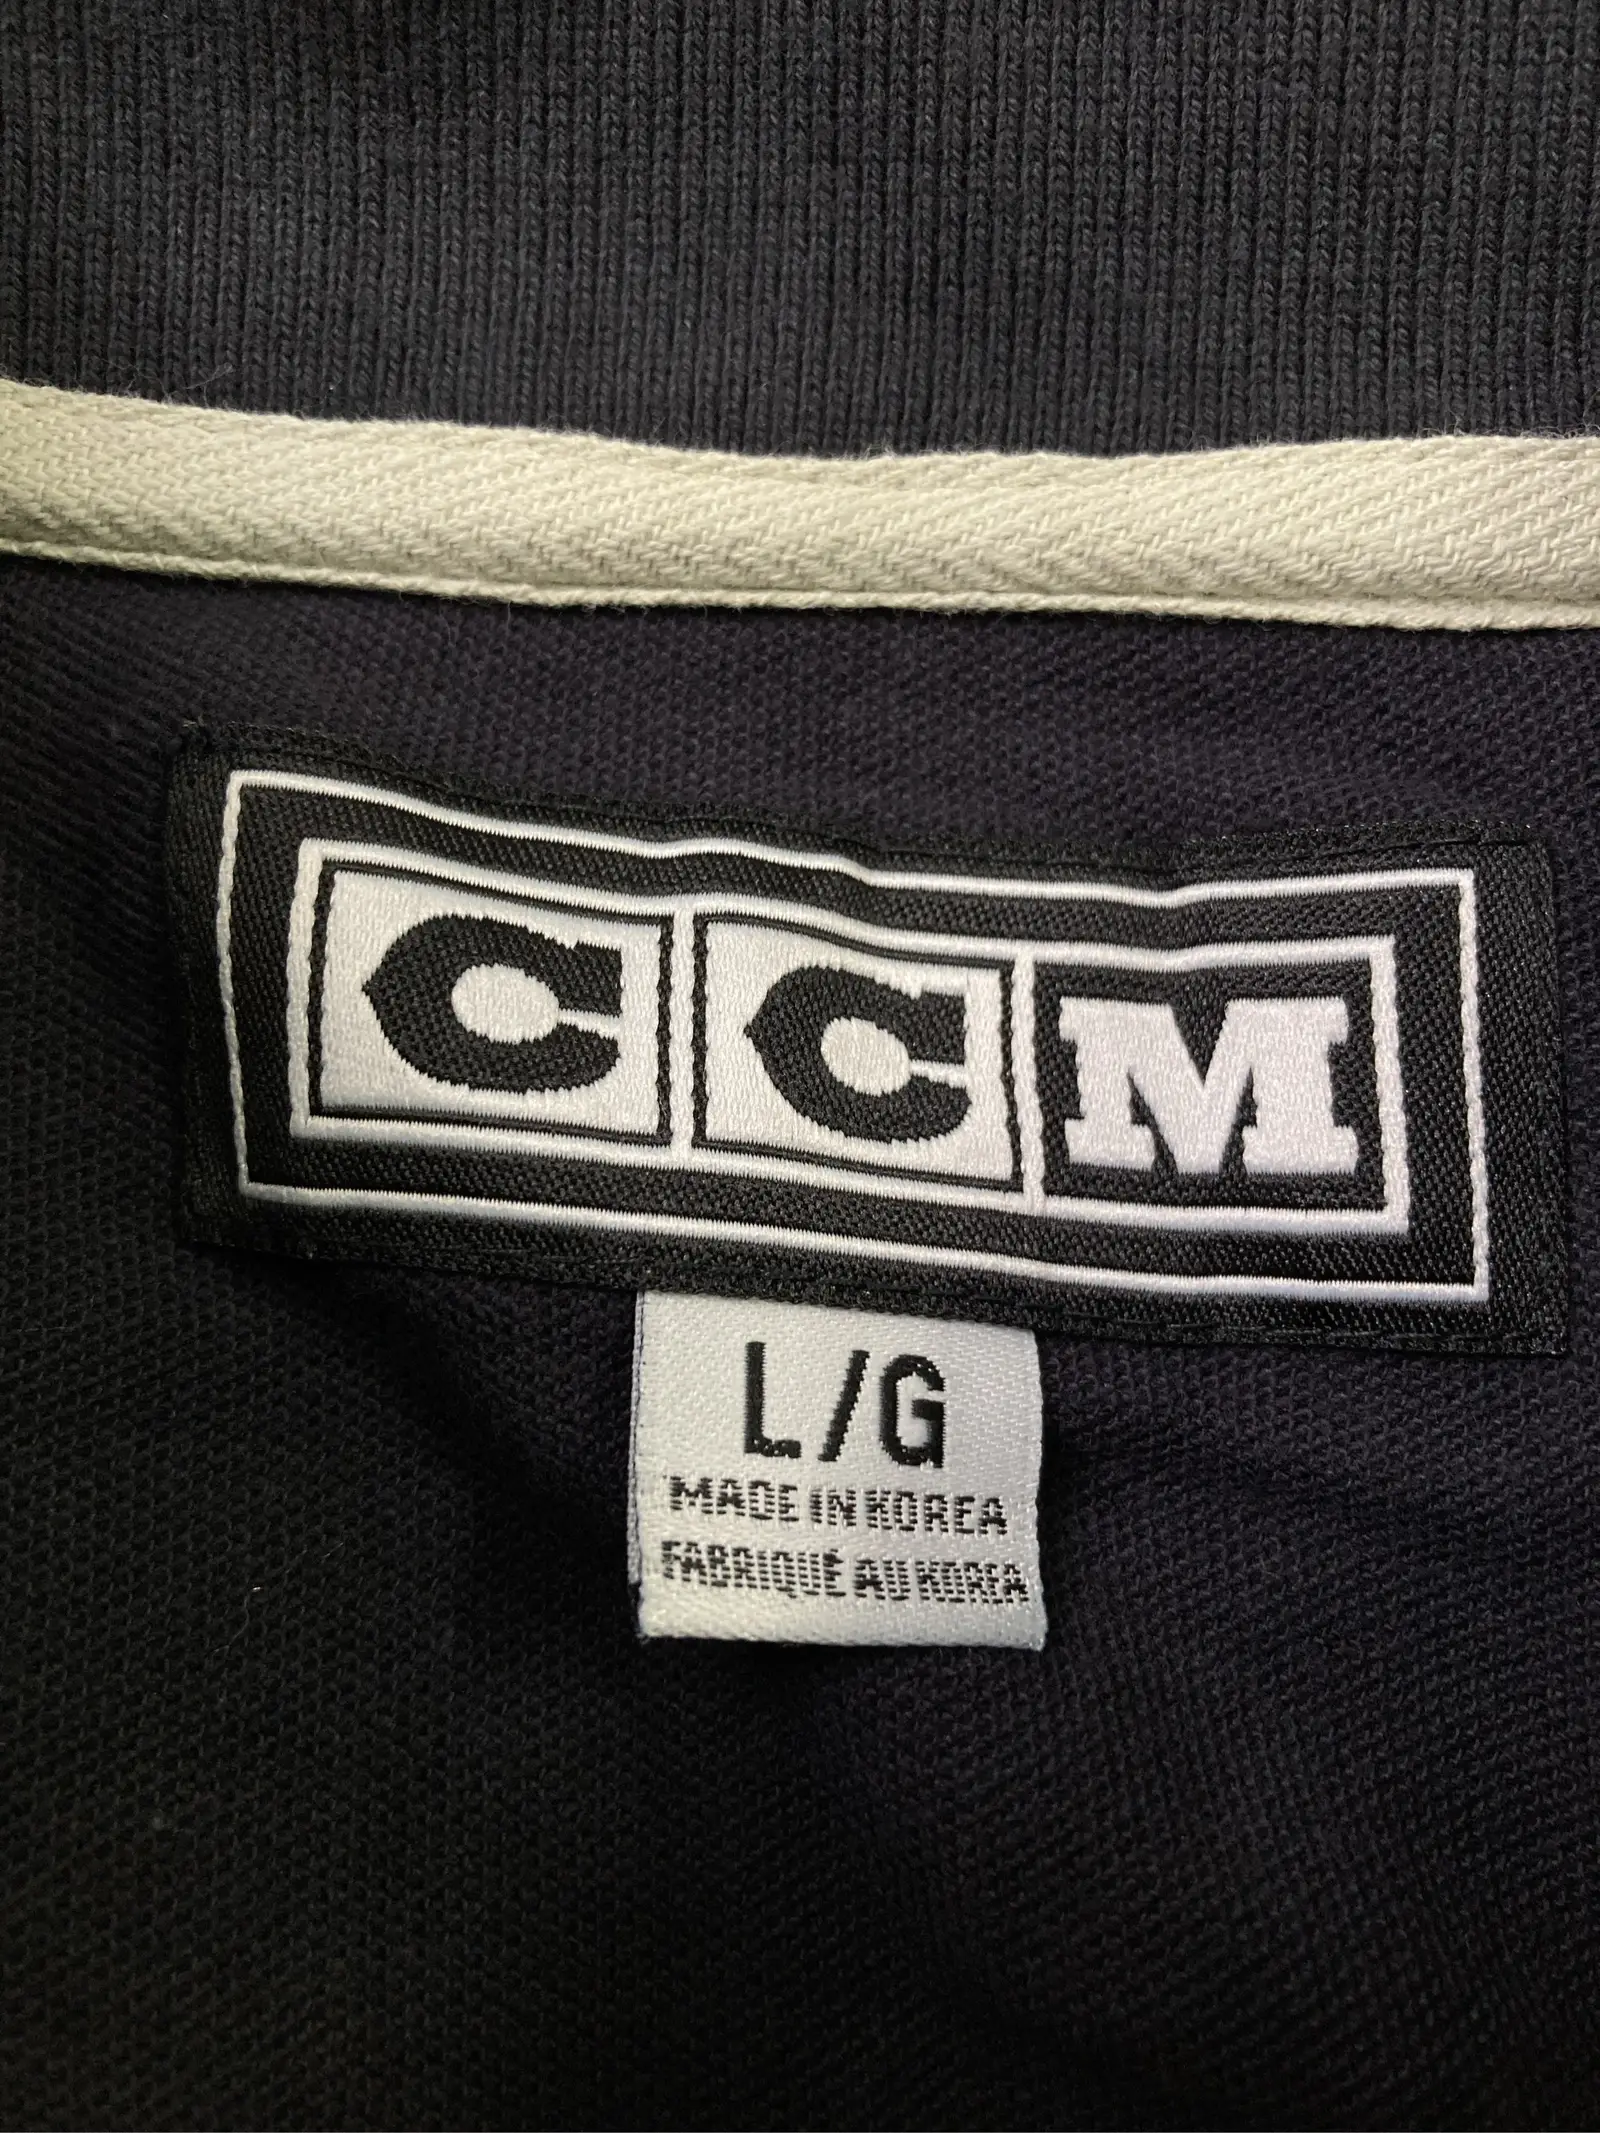 CCM
L/G
MADE IN KOREA
FABRIQUÉ AU KOREA